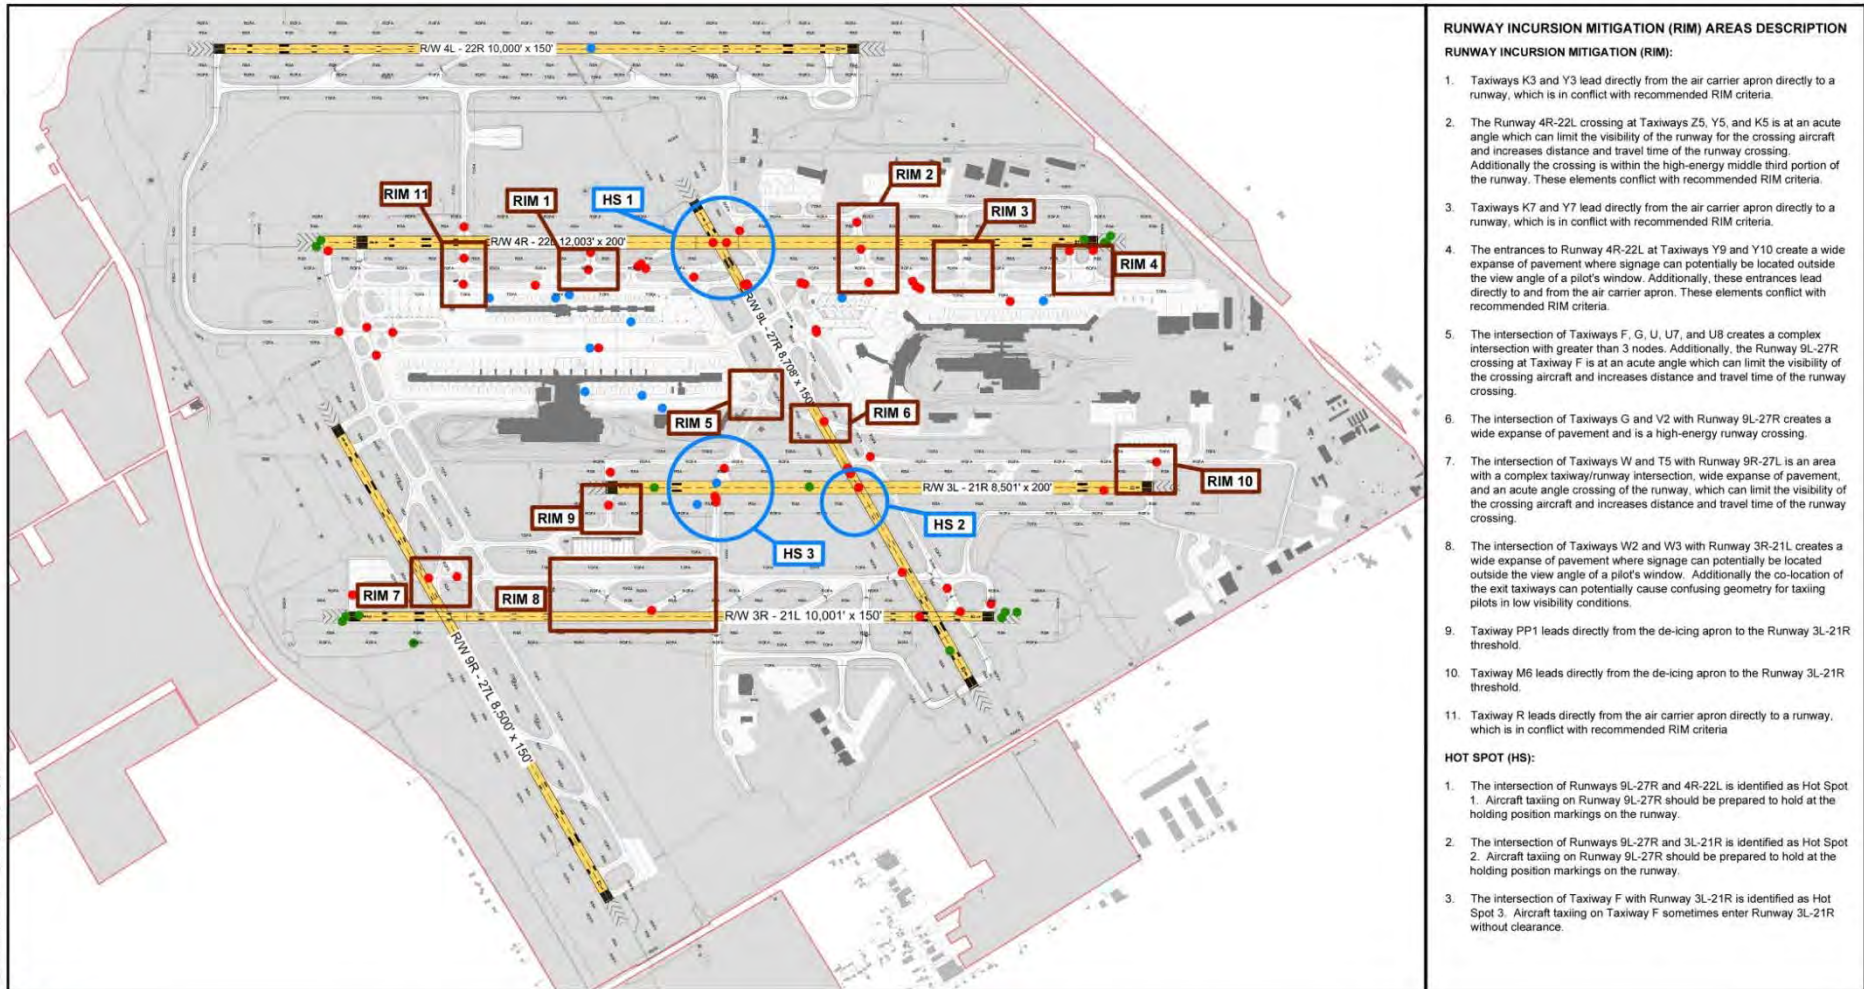 R/W 4L - 22R 10,000' x 150'
RIM 2
RIM 11
RIM 1
HS 1
RIM 3
R/W 4R - 22L 12,003' x 200'
RIM 4
R/W 9L - 27R 8,708' x 150'
RIM 5
RIM 6
RIM 10
R/W 3L - 21R 8,501' x 200'
RIM 9
HS 2
HS 3
RIM 7
RIM 8
R/W 3R - 21L 10,001' x 150'
R/W 9R - 27L 8,500' x 150'
RUNWAY INCURSION MITIGATION (RIM) AREAS DESCRIPTION
RUNWAY INCURSION MITIGATION (RIM):
1. Taxiways K3 and Y3 lead directly from the air carrier apron directly to a
runway, which is in conflict with recommended RIM criteria.
2. The Runway 4R-22L crossing at Taxiways Z5, Y5, and K5 is at an acute
angle which can limit the visibility of the runway for the crossing aircraft
and increases distance and travel time of the runway crossing.
Additionally the crossing is within the high-energy middle third portion of
the runway. These elements conflict with recommended RIM criteria.
3. Taxiways K7 and Y7 lead directly from the air carrier apron directly to a
runway, which is in conflict with recommended RIM criteria.
4. The entrances to Runway 4R-22L at Taxiways Y9 and Y10 create a wide
expanse of pavement where signage can potentially be located outside
the view angle of a pilot's window. Additionally, these entrances lead
directly to and from the air carrier apron. These elements conflict with
recommended RIM criteria.
5. The intersection of Taxiways F, G, U, U7, and U8 creates a complex
intersection with greater than 3 nodes. Additionally, the Runway 9L-27R
crossing at Taxiway F is at an acute angle which can limit the visibility of
the crossing aircraft and increases distance and travel time of the runway
crossing.
6. The intersection of Taxiways G and V2 with Runway 9L-27R creates a
wide expanse of pavement and is a high-energy runway crossing.
7. The intersection of Taxiways W and T5 with Runway 9R-27L is an area
with a complex taxiway/runway intersection, wide expanse of pavement,
and an acute angle crossing of the runway, which can limit the visibility of
the crossing aircraft and increases distance and travel time of the runway
crossing.
8. The intersection of Taxiways W2 and W3 with Runway 3R-21L creates a
wide expanse of pavement where signage can potentially be located
outside the view angle of a pilot's window. Additionally the co-location of
the exit taxiways can potentially cause confusing geometry for taxiing
pilots in low visibility conditions.
9. Taxiway PP1 leads directly from the de-icing apron to the Runway 3L-21R
threshold.
10. Taxiway M6 leads directly from the de-icing apron to the Runway 3L-21R
threshold.
11. Taxiway R leads directly from the air carrier apron directly to a runway,
which is in conflict with recommended RIM criteria
HOT SPOT (HS):
1. The intersection of Runways 9L-27R and 4R-22L is identified as Hot Spot
1. Aircraft taxiing on Runway 9L-27R should be prepared to hold at the
holding position markings on the runway.
2. The intersection of Runways 9L-27R and 3L-21R is identified as Hot Spot
2. Aircraft taxiing on Runway 9L-27R should be prepared to hold at the
holding position markings on the runway.
3. The intersection of Taxiway F with Runway 3L-21R is identified as Hot
Spot 3. Aircraft taxiing on Taxiway F sometimes enter Runway 3L-21R
without clearance.